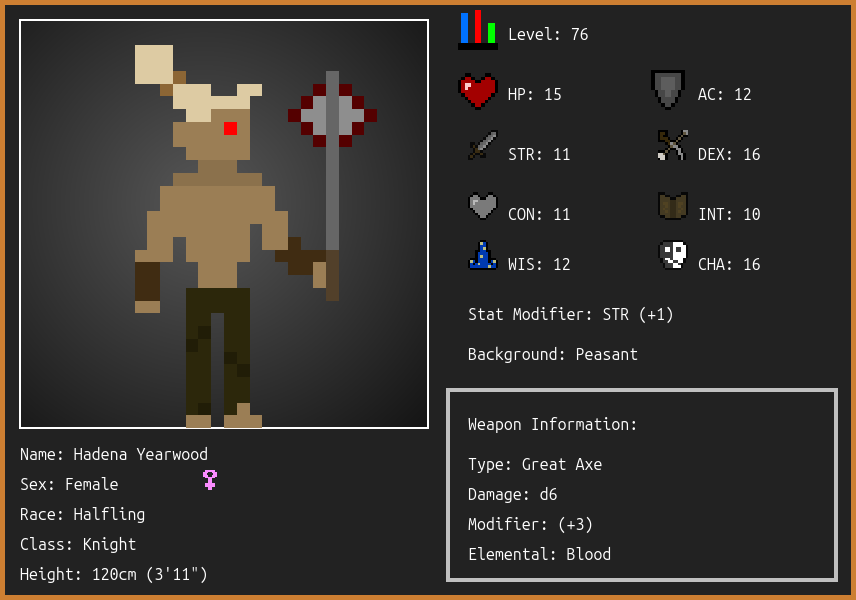 Level: 76
HP: 15
AC: 12
STR: 11
DEX: 16
CON: 11
INT: 10
WIS: 12
CHA: 16
Stat Modifier: STR (+1)
Background: Peasant
Weapon Information:
Type: Great Axe
Damage: d6
Modifier: (+3)
Elemental: Blood
Name: Hadena Yearwood
Sex: Female
Race: Halfling
Class: Knight
Height: 120cm (3'11")